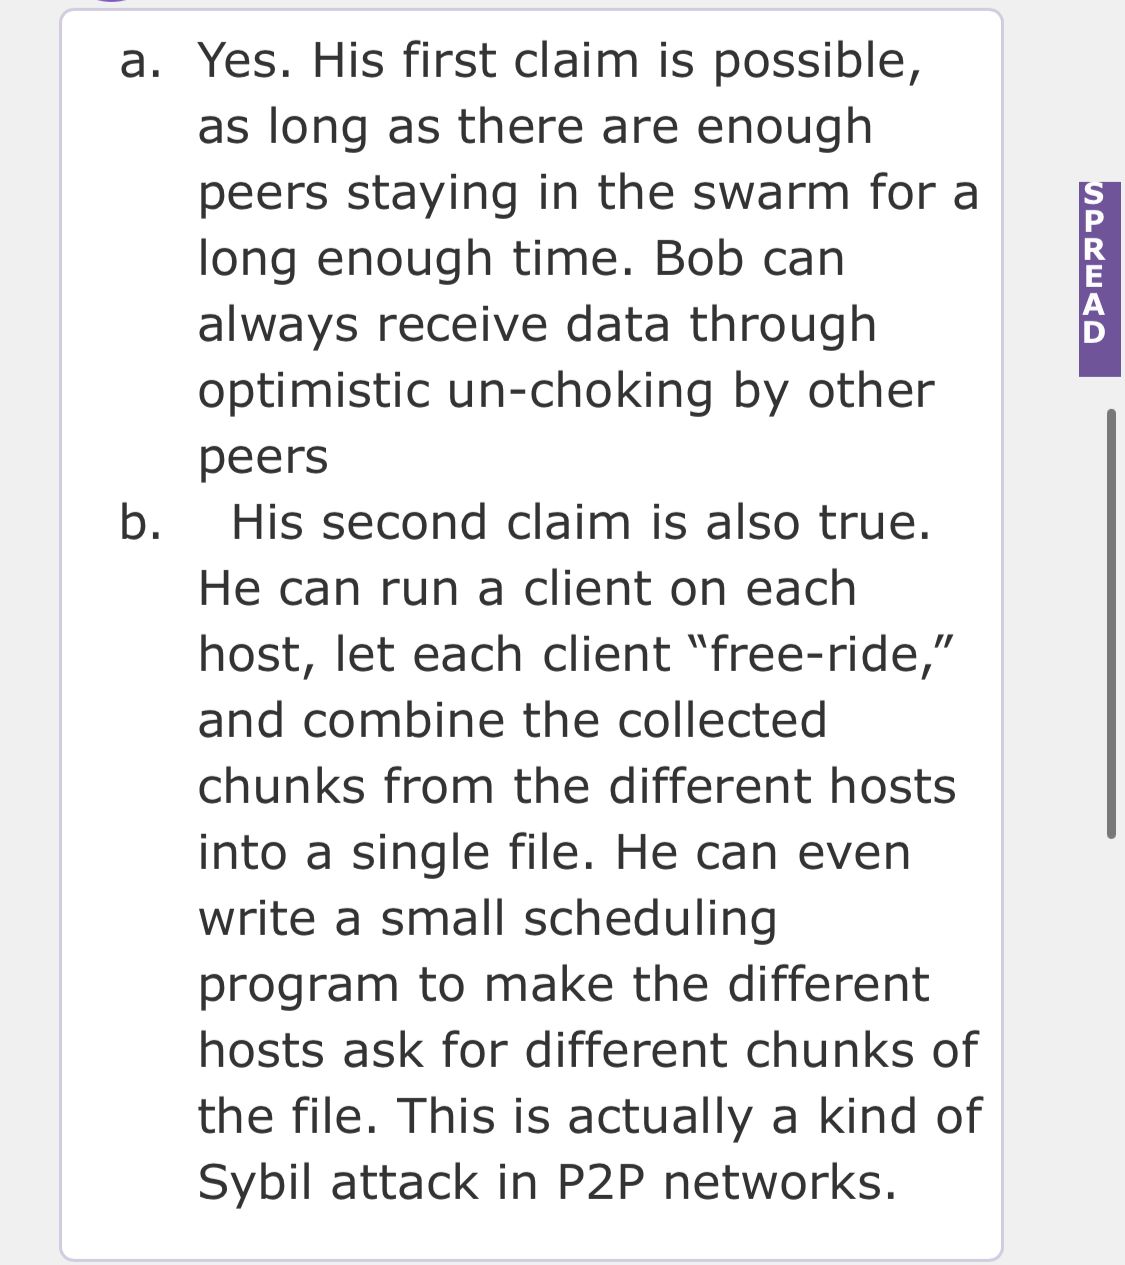 a. Yes. His first claim is possible,
as long as there are enough
peers staying in the swarm for a
long enough time. Bob can
always receive data through
optimistic un-choking by other
peers
b. His second claim is also true.
He can run a client on each
host, let each client “free-ride,”
and combine the collected
chunks from the different hosts
into a single file. He can even
write a small scheduling
program to make the different
hosts ask for different chunks of
the file. This is actually a kind of
Sybil attack in P2P networks.
SPREAD